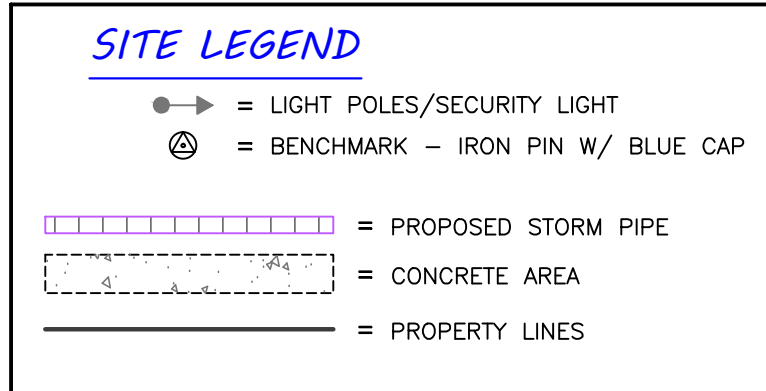 SITE LEGEND
= LIGHT POLES/SECURITY LIGHT
= BENCHMARK – IRON PIN W/ BLUE CAP
= PROPOSED STORM PIPE
= CONCRETE AREA
= PROPERTY LINES